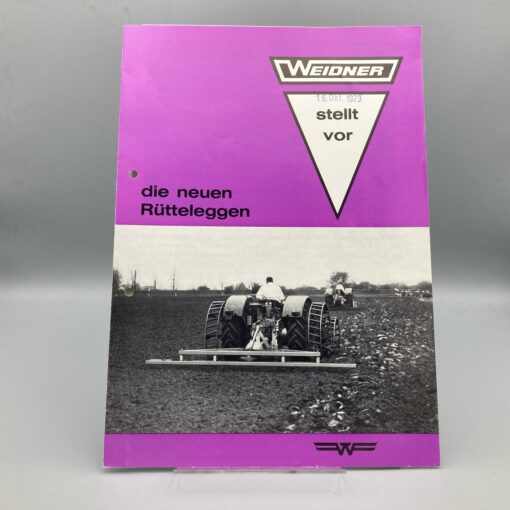 WEIDNER
16. Okt. 1973
stellt
vor
die neuen
Rütteleggen
W